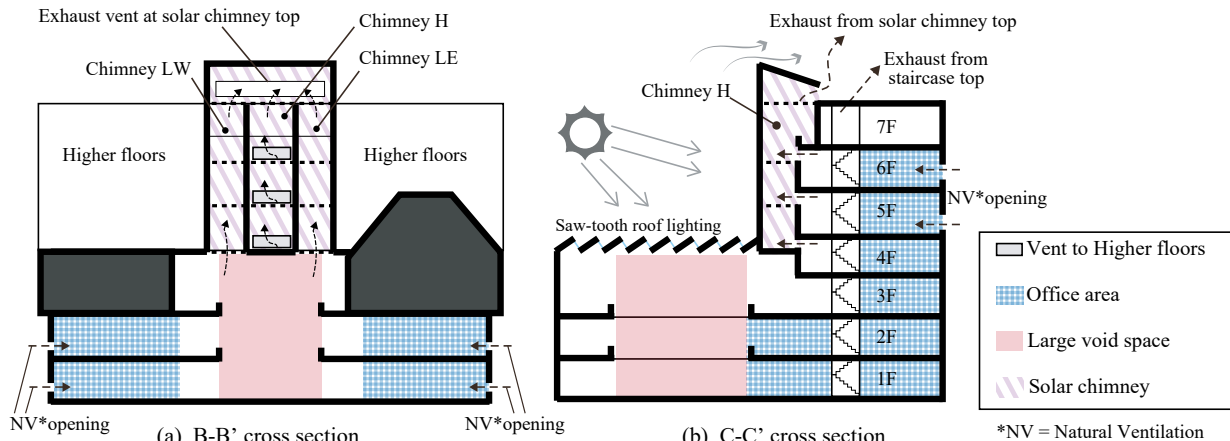 Exhaust vent at solar chimney top
Chimney H
Chimney LW
Chimney LE
Higher floors
Higher floors
NV*opening
NV*opening
(a) B-B’ cross section
Exhaust from solar chimney top
Exhaust from
staircase top
Chimney H
7F
6F
5F
4F
3F
2F
1F
NV*opening
Saw-tooth roof lighting
(b) C-C’ cross section
Vent to Higher floors
Office area
Large void space
Solar chimney
*NV = Natural Ventilation